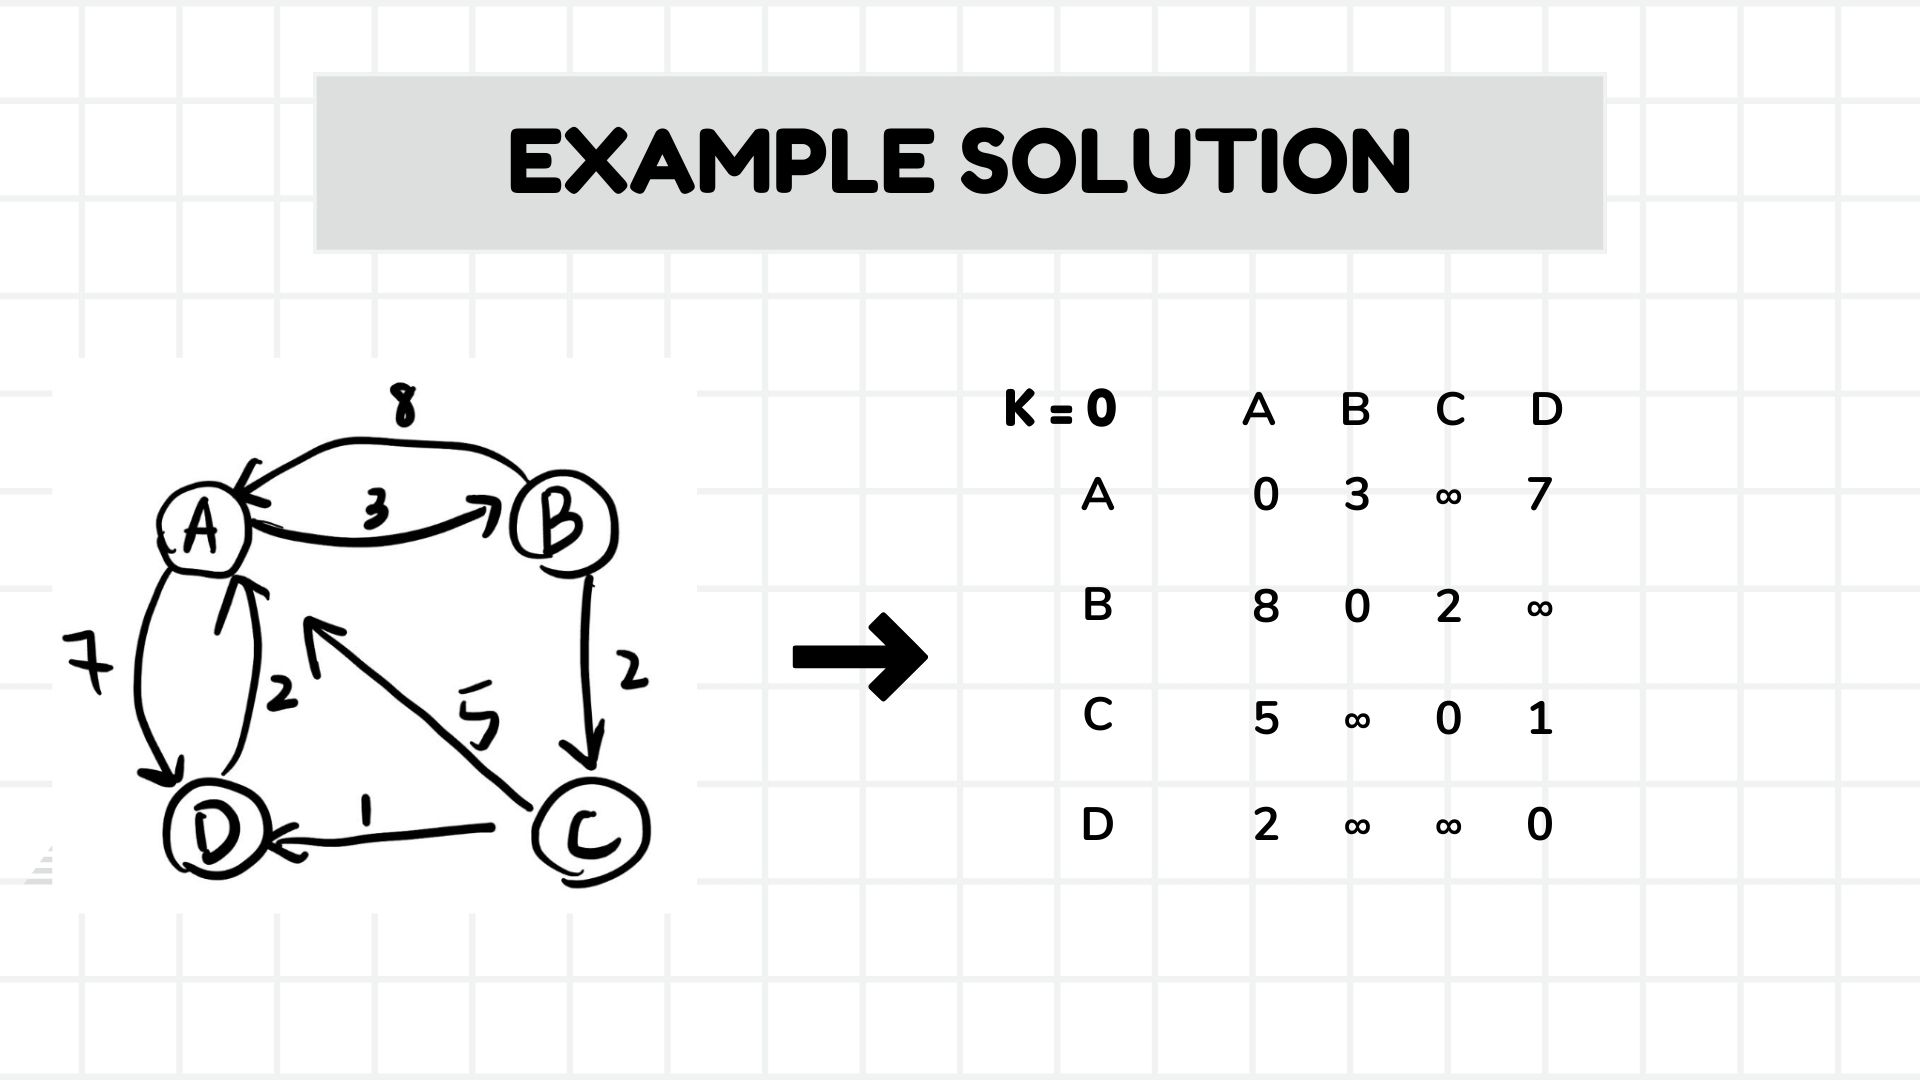 EXAMPLE SOLUTION
8
3
A
B
7
2
5
2
1
D
C
K = 0 A B C D
A 0 3 ∞ 7
B 8 0 2 ∞
C 5 ∞ 0 1
D 2 ∞ ∞ 0